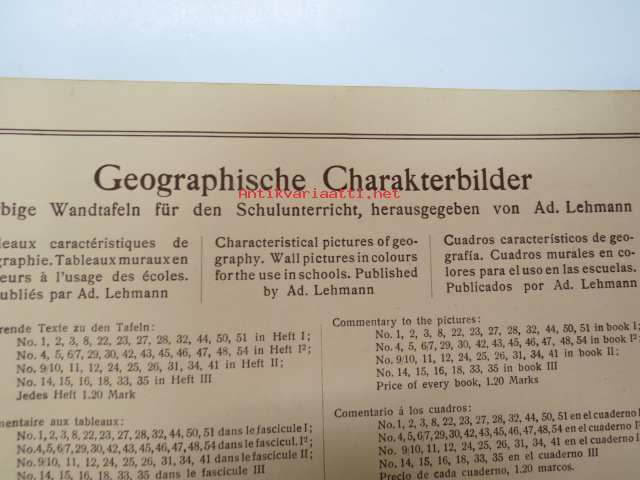 Geographische Charakterbilder
Antikvariaatti.net
bige Wandtafeln für den Schulunterricht, herausgegeben von Ad. Lehmann
leaux caractéristiques de
graphie. Tableaux muraux en
leurs à l'usage des écoles.
ubliés par Ad. Lehmann
Characteristical pictures of geo-
graphy. Wall pictures in colours
for the use in schools. Published
by Ad. Lehmann
Cuadros característicos de geo-
grafía. Cuadros murales en co-
lores para el uso en las escuelas.
Publicados por Ad. Lehmann
rende Texte zu den Tafeln:
No. 1, 2, 3, 8, 22, 23, 27, 28, 32, 44, 50, 51 in Heft I;
No. 4, 5, 6/7, 29, 30, 42, 43, 45, 46, 47, 48, 54 in Heft I²;
No. 9/10, 11, 12, 24, 25, 26, 31, 34, 41 in Heft II;
No. 14, 15, 16, 18, 33, 35 in Heft III
Jedes Heft 1.20 Mark
mentaire aux tableaux:
No. 1, 2, 3, 8, 22, 23, 27, 28, 32, 44, 50, 51 dans le fascicule I;
No. 4, 5, 6/7, 29, 30, 42, 43, 45, 46, 47, 48, 54 dans le fascicul. I²;
No. 9/10, 11, 12, 24, 25, 26, 31, 34, 41 dans le fascicule II;
No. 14, 15, 16, 18, 33, 35 dans le fascicule III
Commentary to the pictures:
No. 1, 2, 3, 8, 22, 23, 27, 28, 32, 44, 50, 51 in book I;
No. 4, 5, 6/7, 29, 30, 42, 43, 45, 46, 47, 48, 54 in book I²;
No. 9/10, 11, 12, 24, 25, 26, 31, 34, 41 in book II;
No. 14, 15, 16, 18, 33, 35 in book III
Price of every book, 1.20 Marks
Comentario á los cuadros:
No. 1, 2, 3, 8, 22, 23, 27, 28, 32, 44, 50, 51 en el cuaderno I;
No. 4, 5, 6/7, 29, 30, 42, 43, 45, 46, 47, 48, 54 en el cuaderno I²
No. 9/10, 11, 12, 24, 25, 26, 31, 34, 41 en el cuaderno
No. 14, 15, 16, 18, 33, 35 en el cuaderno III
Precio de cada cuaderno, 1.20 marcos.